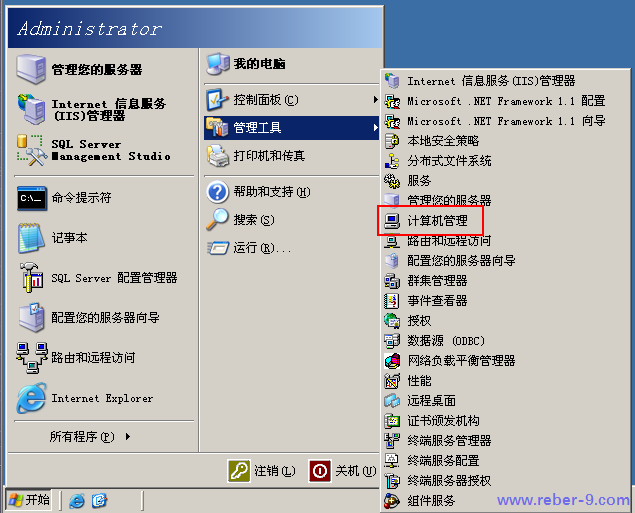 Administrator
管理您的服务器
Internet 信息服务
(IIS)管理器
SQL Server
Management Studio
命令提示符
记事本
SQL Server 配置管理器
配置您的服务器向导
路由和远程访问
Internet Explorer
所有程序(P)
我的电脑
控制面板(C)
管理工具
打印机和传真
帮助和支持(H)
搜索(S)
运行(R)...
注销(L)
关机(U)
Internet 信息服务(IIS)管理器
Microsoft .NET Framework 1.1 配置
Microsoft .NET Framework 1.1 向导
本地安全策略
分布式文件系统
服务
管理您的服务器
计算机管理
路由和远程访问
配置您的服务器向导
群集管理器
事件查看器
授权
数据源 (ODBC)
网络负载平衡管理器
性能
远程桌面
证书颁发机构
终端服务管理器
终端服务配置
终端服务器授权
组件服务
开始
C:\_
www.reber-9.com